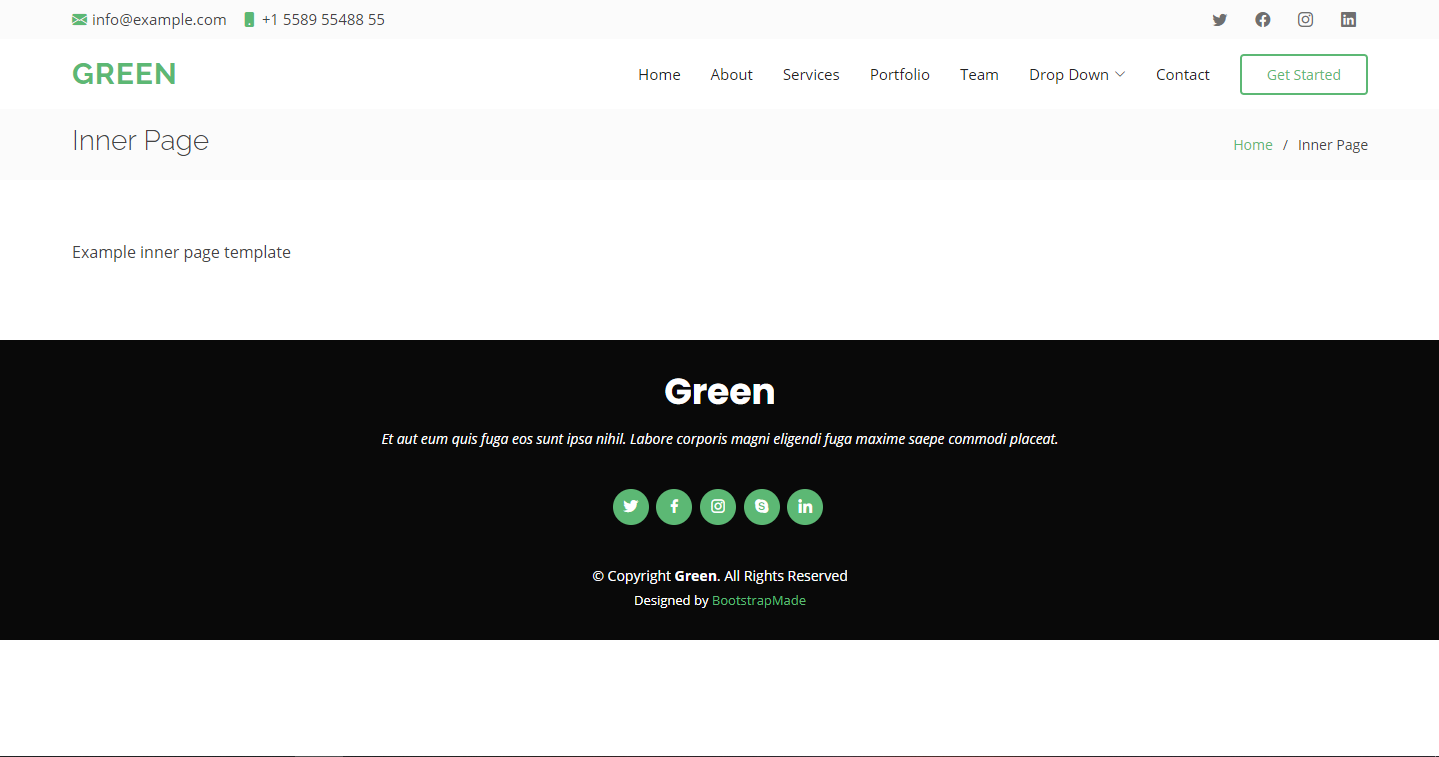 info@example.com +1 5589 55488 55
GREEN Home About Services Portfolio Team Drop Down Contact Get Started
Inner Page
Home / Inner Page
Example inner page template
Green
Et aut eum quis fuga eos sunt ipsa nihil. Labore corporis magni eligendi fuga maxime saepe commodi placeat.
© Copyright Green. All Rights Reserved
Designed by BootstrapMade